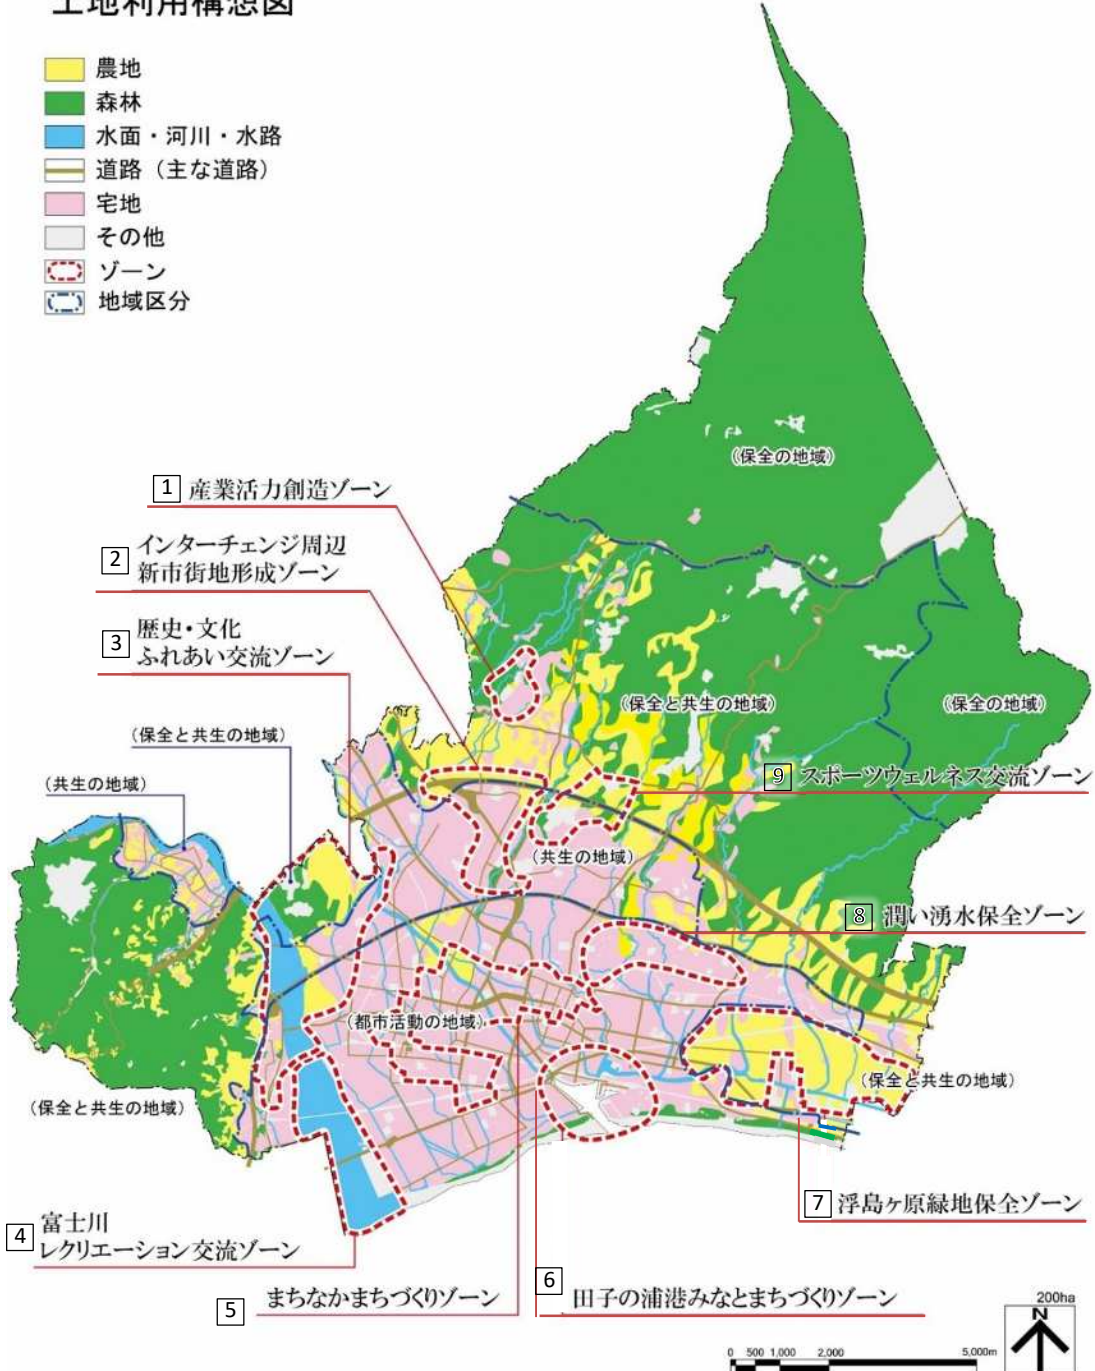 土地利用構想図
農地
森林
水面・河川・水路
道路（主な道路）
宅地
その他
ゾーン
地域区分
（保全の地域）
1 産業活力創造ゾーン
2 インターチェンジ周辺
新市街地形成ゾーン
3 歴史・文化
ふれあい交流ゾーン
（保全と共生の地域）
（保全の地域）
（保全と共生の地域）
（共生の地域）
9 スポーツウェルネス交流ゾーン
（共生の地域）
8 潤い湧水保全ゾーン
（都市活動の地域）
（保全と共生の地域）
（保全と共生の地域）
7 浮島ヶ原緑地保全ゾーン
4 富士川
レクリエーション交流ゾーン
5 まちなかまちづくりゾーン
6 田子の浦港みなとまちづくりゾーン
200ha
N
0 500 1,000 2,000 5,000m